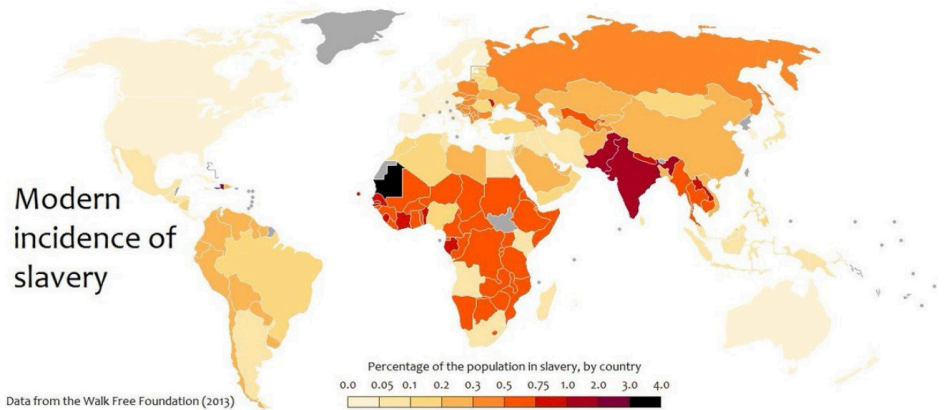 Modern
incidence of
slavery
Percentage of the population in slavery, by country
0.0 0.05 0.1 0.2 0.3 0.5 0.75 1.0 2.0 3.0 4.0
Data from the Walk Free Foundation (2013)